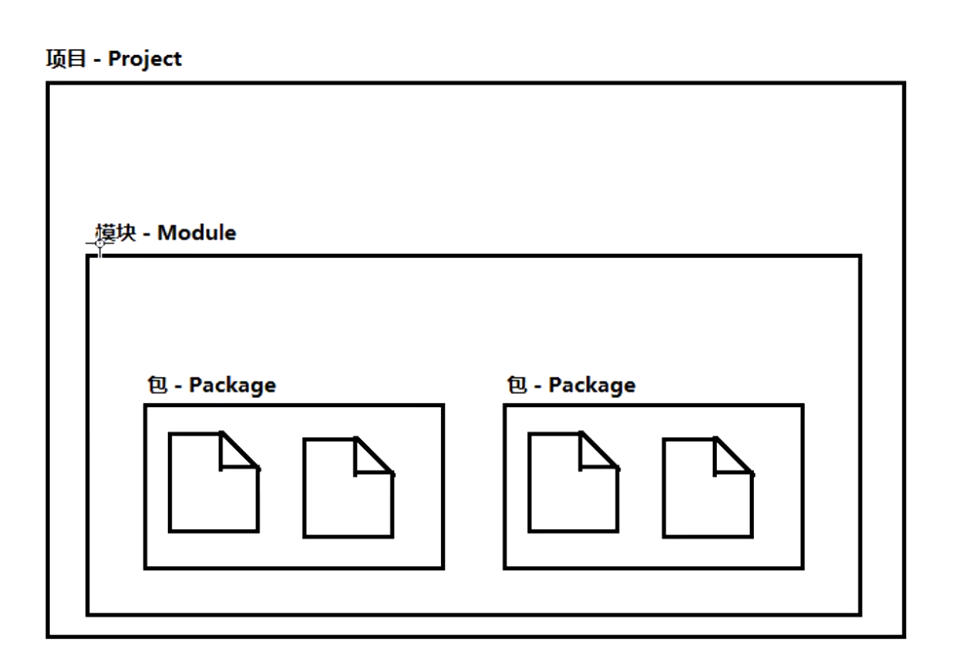 项目 - Project
模块 - Module
包 - Package
包 - Package